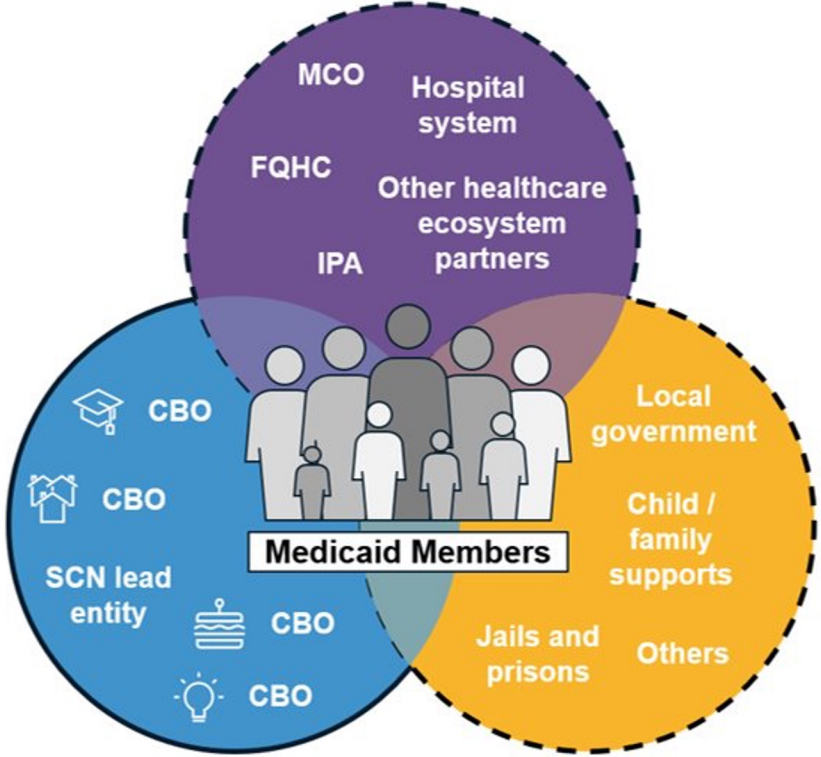 MCO
Hospital
system
FQHC
Other healthcare
ecosystem
partners
IPA
CBO
CBO
SCN lead
entity
CBO
CBO
Medicaid Members
Local
government
Child /
family
supports
Jails and
prisons
Others